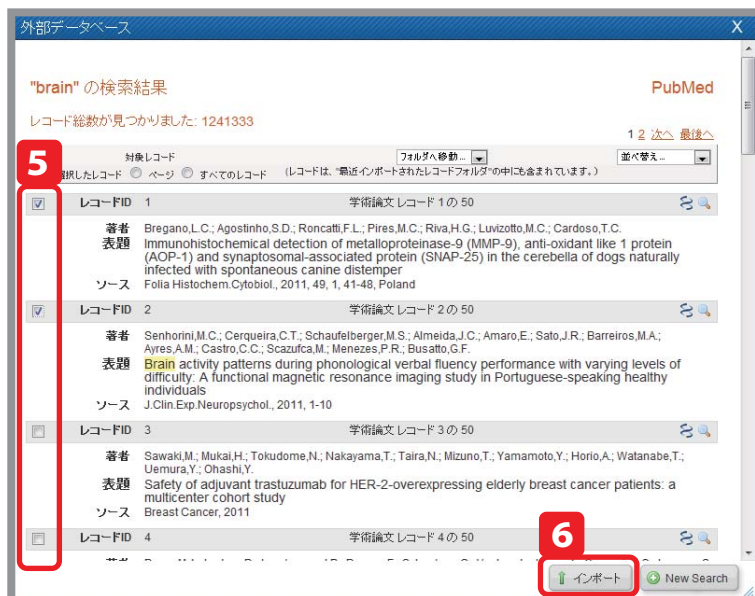 外部データベース X
"brain" の検索結果 PubMed
レコード総数が見つかりました: 1241333
1 2 次へ 最後へ
5
対象レコード フォルダへ移動... 並べ替え...
択したレコード ページ すべてのレコード (レコードは、"最近インポートされたレコードフォルダ"の中にも含まれています。)
レコードID 1 学術論文 レコード 1 の 50
著者 Bregano,L.C.; Agostinho,S.D.; Roncatti,F.L.; Pires,M.C.; Riva,H.G.; Luvizotto,M.C.; Cardoso,T.C.
表題 Immunohistochemical detection of metalloproteinase-9 (MMP-9), anti-oxidant like 1 protein
(AOP-1) and synaptosomal-associated protein (SNAP-25) in the cerebella of dogs naturally
infected with spontaneous canine distemper
ソース Folia Histochem.Cytobiol., 2011, 49, 1, 41-48, Poland
レコードID 2 学術論文 レコード 2 の 50
著者 Senhorini,M.C.; Cerqueira,C.T.; Schaufelberger,M.S.; Almeida,J.C.; Amaro,E.; Sato,J.R.; Barreiros,M.A.;
Ayres,A.M.; Castro,C.C.; Scazufca,M.; Menezes,P.R.; Busatto,G.F.
表題 Brain activity patterns during phonological verbal fluency performance with varying levels of
difficulty: A functional magnetic resonance imaging study in Portuguese-speaking healthy
individuals
ソース J.Clin.Exp.Neuropsychol., 2011, 1-10
レコードID 3 学術論文 レコード 3 の 50
著者 Sawaki,M.; Mukai,H.; Tokudome,N.; Nakayama,T.; Taira,N.; Mizuno,T.; Yamamoto,Y.; Horio,A.; Watanabe,T.;
Uemura,Y.; Ohashi,Y.
表題 Safety of adjuvant trastuzumab for HER-2-overexpressing elderly breast cancer patients: a
multicenter cohort study
ソース Breast Cancer, 2011
レコードID 4 学術論文 レコード 4 の 50
6
インポート New Search